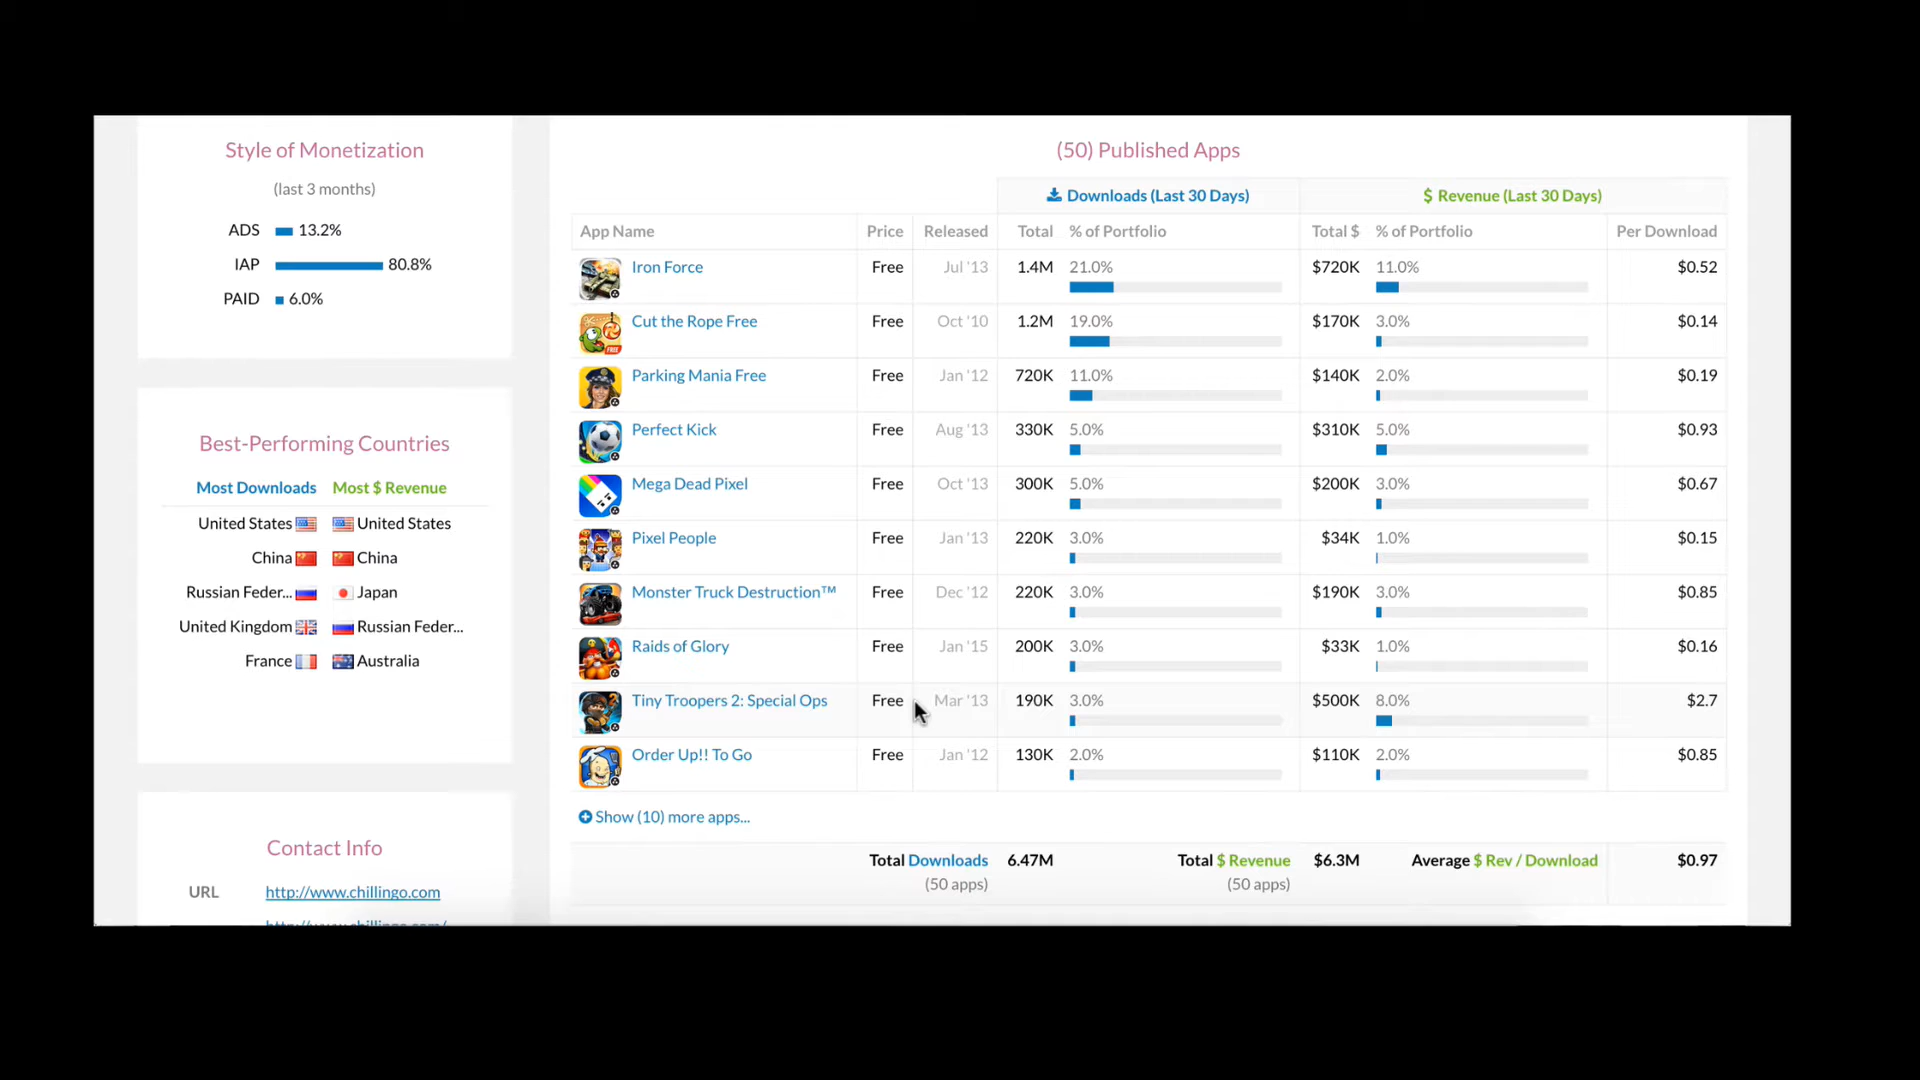 Style of Monetization
(last 3 months)
ADS 13.2%
IAP 80.8%
PAID 6.0%
Best-Performing Countries
Most Downloads Most $ Revenue
United States United States
China China
Russian Feder... Japan
United Kingdom Russian Feder...
France Australia
Contact Info
URL http://www.chillingo.com
http://www.chillingo.com/
(50) Published Apps
Downloads (Last 30 Days) $ Revenue (Last 30 Days)
App Name Price Released Total % of Portfolio Total $ % of Portfolio Per Download
Iron Force Free Jul '13 1.4M 21.0% $720K 11.0% $0.52
Cut the Rope Free Free Oct '10 1.2M 19.0% $170K 3.0% $0.14
Parking Mania Free Free Jan '12 720K 11.0% $140K 2.0% $0.19
Perfect Kick Free Aug '13 330K 5.0% $310K 5.0% $0.93
Mega Dead Pixel Free Oct '13 300K 5.0% $200K 3.0% $0.67
Pixel People Free Jan '13 220K 3.0% $34K 1.0% $0.15
Monster Truck Destruction™ Free Dec '12 220K 3.0% $190K 3.0% $0.85
Raids of Glory Free Jan '15 200K 3.0% $33K 1.0% $0.16
Tiny Troopers 2: Special Ops Free Mar '13 190K 3.0% $500K 8.0% $2.7
Order Up!! To Go Free Jan '12 130K 2.0% $110K 2.0% $0.85
Show (10) more apps...
Total Downloads 6.47M Total $ Revenue $6.3M Average $ Rev / Download $0.97
(50 apps) (50 apps)